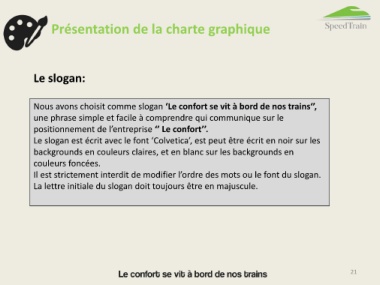 Présentation de la charte graphique
SpeedTrain
Le slogan:
Nous avons choisit comme slogan ‘Le confort se vit à bord de nos trains’’,
une phrase simple et facile à comprendre qui communique sur le
positionnement de l’entreprise ‘‘ Le confort’’.
Le slogan est écrit avec le font ‘Colvetica’, est peut être écrit en noir sur les
backgrounds en couleurs claires, et en blanc sur les backgrounds en
couleurs foncées.
Il est strictement interdit de modifier l’ordre des mots ou le font du slogan.
La lettre initiale du slogan doit toujours être en majuscule.
Le confort se vit à bord de nos trains
21